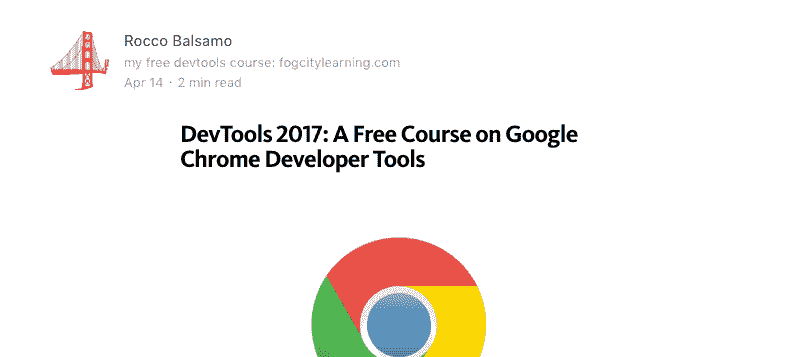 Rocco Balsamo
my free devtools course: fogcitylearning.com
Apr 14 · 2 min read
DevTools 2017: A Free Course on Google
Chrome Developer Tools